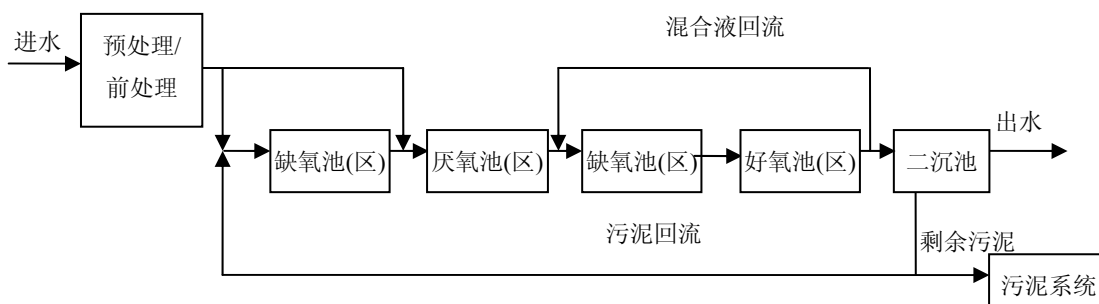 混合液回流
进水
预处理/
前处理
出水
缺氧池(区)
厌氧池(区)
缺氧池(区)
好氧池(区)
二沉池
污泥回流
剩余污泥
污泥系统